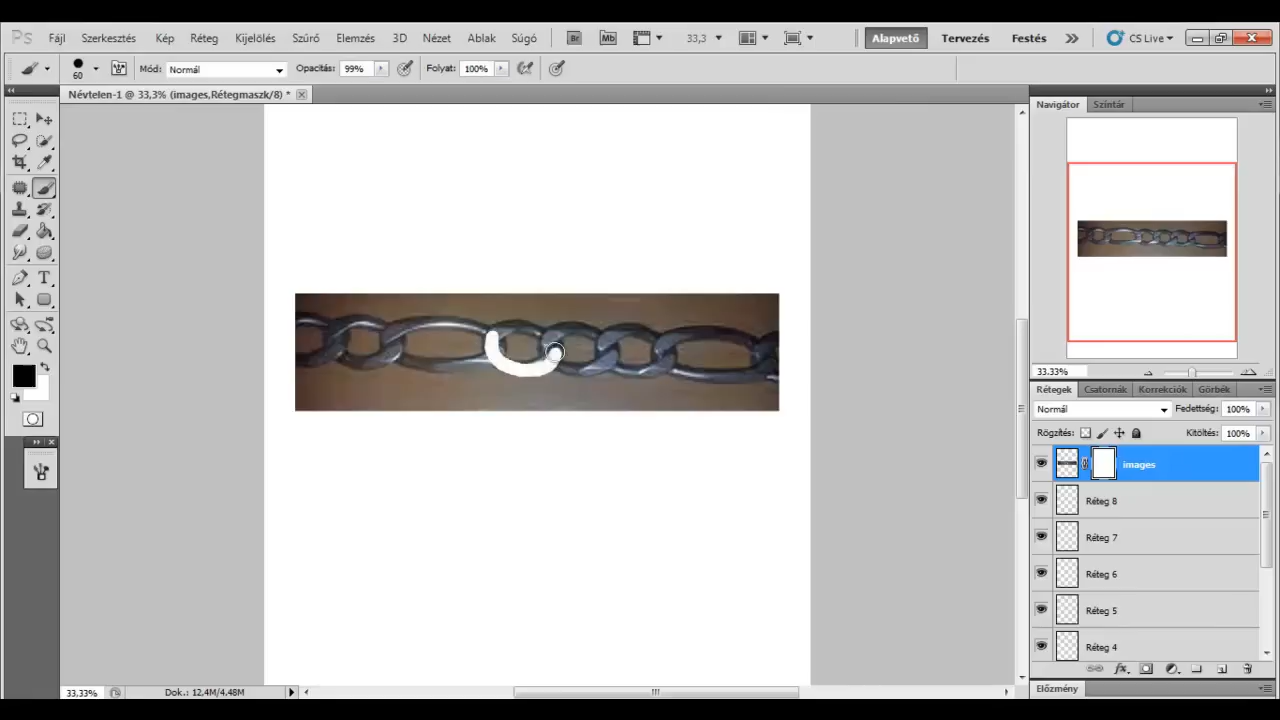 Ps Fájl Szerkesztés Kép Réteg Kijelölés Szűrő Elemzés 3D Nézet Ablak Súgó Br Mb 33,3 Alapvető Tervezés Festés CS Live
60 Mód: Normál Opacitás: 99% Folyat: 100%
Névtelen-1 @ 33,3% (images,Rétegmaszk/8) *
Navigátor Színtár
33.33%
Rétegek Csatornák Korrekciók Görbék
Normál Fedettség: 100%
Rögzítés: Kitöltés: 100%
images
Réteg 8
Réteg 7
Réteg 6
Réteg 5
Réteg 4
Előzmény
33,33% Dok.: 12,4M/4,48M